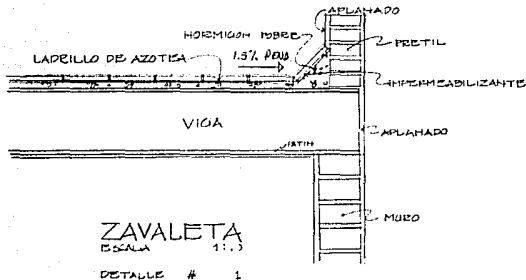 APLANADO
HORMIGON POBRE
LADRILLO DE AZOTEA
1.5% PEND.
PRETIL
IMPERMEABILIZANTE
VIGA
APLANADO
MURO
ZAVALETA
ESCALA
DETALLE # 1